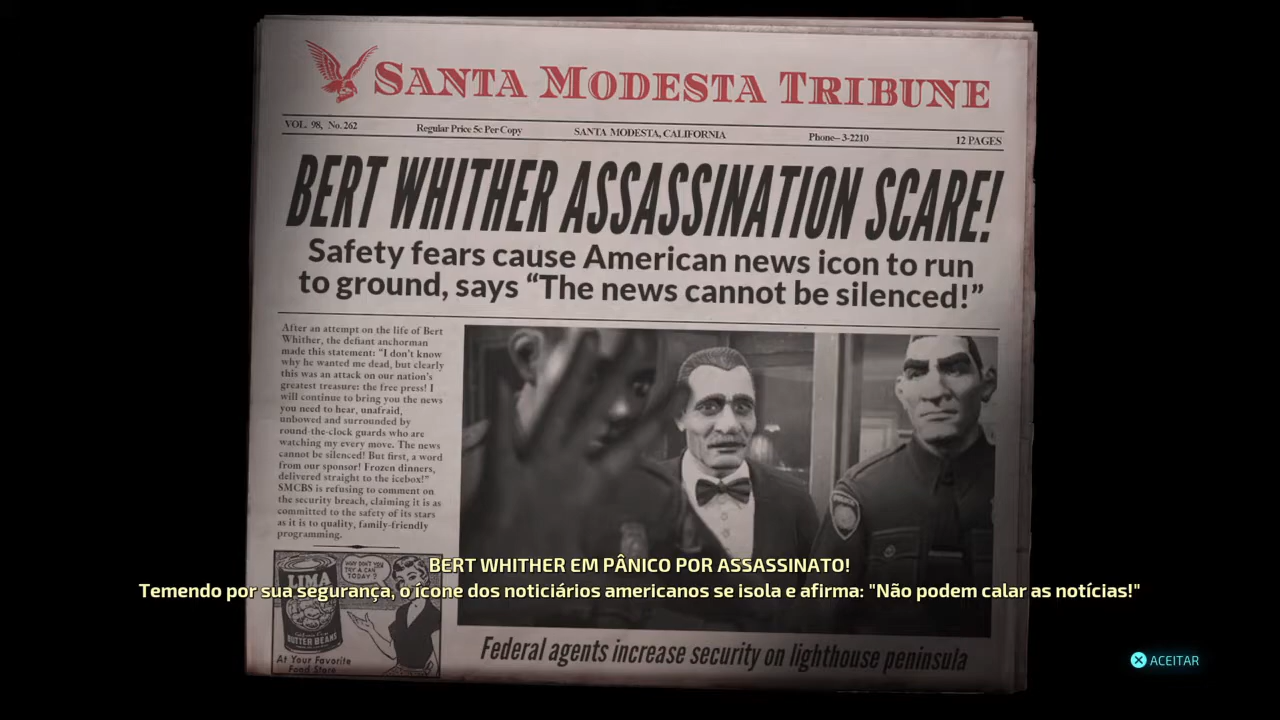 SANTA MODESTA TRIBUNE
VOL. 98, No. 262
Regular Price 5c Per Copy
SANTA MODESTA, CALIFORNIA
Phone- 3-2210
12 PAGES
BERT WHITHER ASSASSINATION SCARE!
Safety fears cause American news icon to run
to ground, says “The news cannot be silenced!”
After an attempt on the life of Bert
Whither, the defiant anchorman
made this statement: "I don't know
why he wanted me dead, but clearly
this was an attack on our nation's
greatest treasure: the free press! I
will continue to bring you the news
you need to hear, unafraid,
unbowed and surrounded by
round-the-clock guards who are
watching my every move. The news
cannot be silenced! But first, a word
from our sponsor! Frozen dinners,
delivered straight to the icebox!"
SMCBS is refusing to comment on
the security breach, claiming it is as
committed to the safety of its stars
as it is to quality, family-friendly
programming.
WHY DON'T YOU
TRY A CAN
TODAY?
LIMA
BUTTER BEANS
At Your Favorite
Food Store
BERT WHITHER EM PÂNICO POR ASSASSINATO!
Temendo por sua segurança, o ícone dos noticiários americanos se isola e afirma: "Não podem calar as notícias!"
Federal agents increase security on lighthouse peninsula
ACEITAR